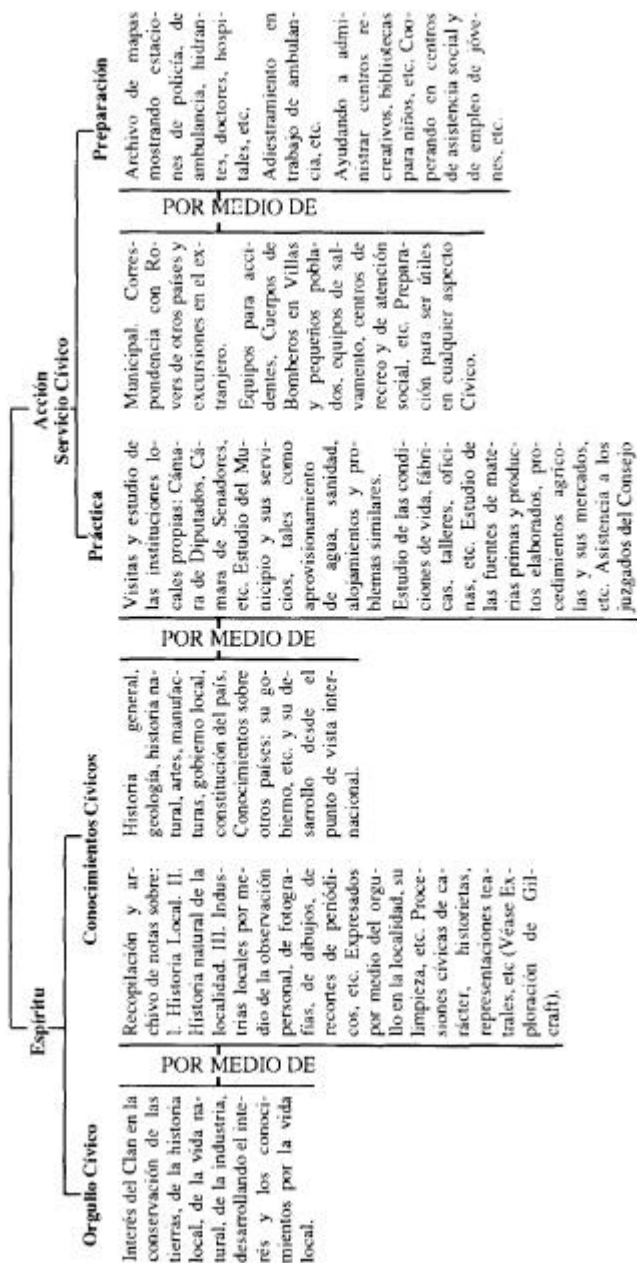 Espíritu
Acción
Servicio Cívico
Orgullo Cívico
Conocimientos Cívicos
Práctica
Preparación
Interés del Clan en la
conservación de las
tierras, de la historia
local, de la vida na-
tural, de la industria,
desarrollando el inte-
rés y los conoci-
mientos por la vida
local.
POR MEDIO DE
Recopilación y ar-
chivo de notas sobre:
I. Historia Local. II.
Historia natural de la
localidad. III. Indus-
trias locales por me-
dio de la observación
personal, de fotogra-
fías, de dibujos, de
recortes de periódi-
cos, etc. Expresados
por medio del orgu-
llo en la localidad, su
limpieza, etc. Proce-
siones cívicas de ca-
rácter, historietas,
representaciones tea-
trales, etc (Véase Ex-
ploración de Gil-
craft).
Historia general,
geología, historia na-
tural, artes, manufac-
turas, gobierno local,
constitución del país.
Conocimientos sobre
otros países: su go-
bierno, etc. y su de-
sarrollo desde el
punto de vista inter-
nacional.
POR MEDIO DE
Visitas y estudio de
las instituciones lo-
cales propias: Cáma-
ra de Diputados, Cá-
mara de Senadores,
etc. Estudio del Mu-
nicipio y sus servi-
cios, tales como
aprovisionamiento
de agua, sanidad,
alojamientos y pro-
blemas similares.
Estudio de las condi-
ciones de vida, fábri-
cas, talleres, ofici-
nas, etc. Estudio de
las fuentes de mate-
rias primas y produc-
tos elaborados, pro-
cedimientos agríco-
las y sus mercados,
etc. Asistencia a los
juzgados del Consejo
Municipal. Corres-
pondencia con Ro-
vers de otros países y
excursiones en el ex-
tranjero.
Equipos para acci-
dentes, Cuerpos de
Bomberos en Villas
y pequeños pobla-
dos, equipos de sal-
vamento, centros de
recreo y de atención
social, etc. Prepara-
ción para ser útiles
en cualquier aspecto
Cívico.
POR MEDIO DE
Archivo de mapas
mostrando estacio-
nes de policía, de
ambulancia, hidran-
tes, doctores, hospi-
tales, etc.
Adiestramiento en
trabajo de ambulan-
cia, etc.
Ayudando a admi-
nistrar centros re-
creativos, bibliotecas
para niños, etc. Coo-
perando en centros
de asistencia social y
de empleo de jóve-
nes, etc.